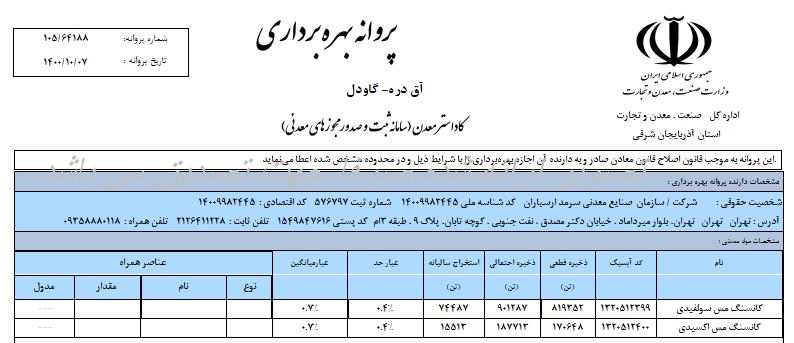 جمهوری اسلامی ایران
وزارت صنعت، معدن و تجارت
اداره کل صنعت ، معدن و تجارت
استان آذربایجان شرقی
پروانه بهره برداری
آق دره- گاودل
کاداستر معدن (سامانه ثبت و صدور مجوزهای معدنی)
شماره پروانه: ۱۰۵/۶۴۱۸۸
تاریخ پروانه : ۱۴۰۰/۱۰/۰۷
این پروانه به موجب قانون اصلاح قانون معادن صادر و به دارنده آن اجازه بهره‌برداری را با شرایط ذیل و در محدوده مشخص شده اعطا می‌نماید.
مشخصات دارنده پروانه بهره برداری :
شخصیت حقوقی : شرکت / سازمان صنایع معدنی سرمد ارسباران کد شناسه ملی ۱۴۰۰۹۹۸۲۴۴۵ شماره ثبت ۵۷۶۷۹۷ کد اقتصادی : ۱۴۰۰۹۹۸۲۴۴۵
آدرس : تهران تهران تهران، بلوار میرداماد ، خیابان دکتر مصدق ، نفت جنوبی ، کوچه تابان، پلاک ۹ ، طبقه ۳ام کد پستی ۱۵۴۹۸۴۷۶۱۶ تلفن ثابت : ۲۱۲۶۴۱۱۲۲۸ تلفن همراه : ۰۹۳۵۸۸۸۰۱۱۸
مشخصات مواد معدنی :
نام کد آیسیک ذخیره قطعی (تن) ذخیره احتمالی (تن) استخراج سالیانه (تن) عیار حد عیارمیانگین عناصر همراه
نوع نام مقدار مدول
کانسنگ مس سولفیدی ۱۳۲۰۵۱۲۳۹۹ ۸۱۹۳۵۲ ۹۰۱۲۸۷ ۷۴۴۸۷ ۰.۴% ۰.۷% ---
کانسنگ مس اکسیدی ۱۳۲۰۵۱۲۴۰۰ ۱۷۰۶۴۸ ۱۸۷۷۱۳ ۱۵۵۱۳ ۰.۴% ۰.۷% ---